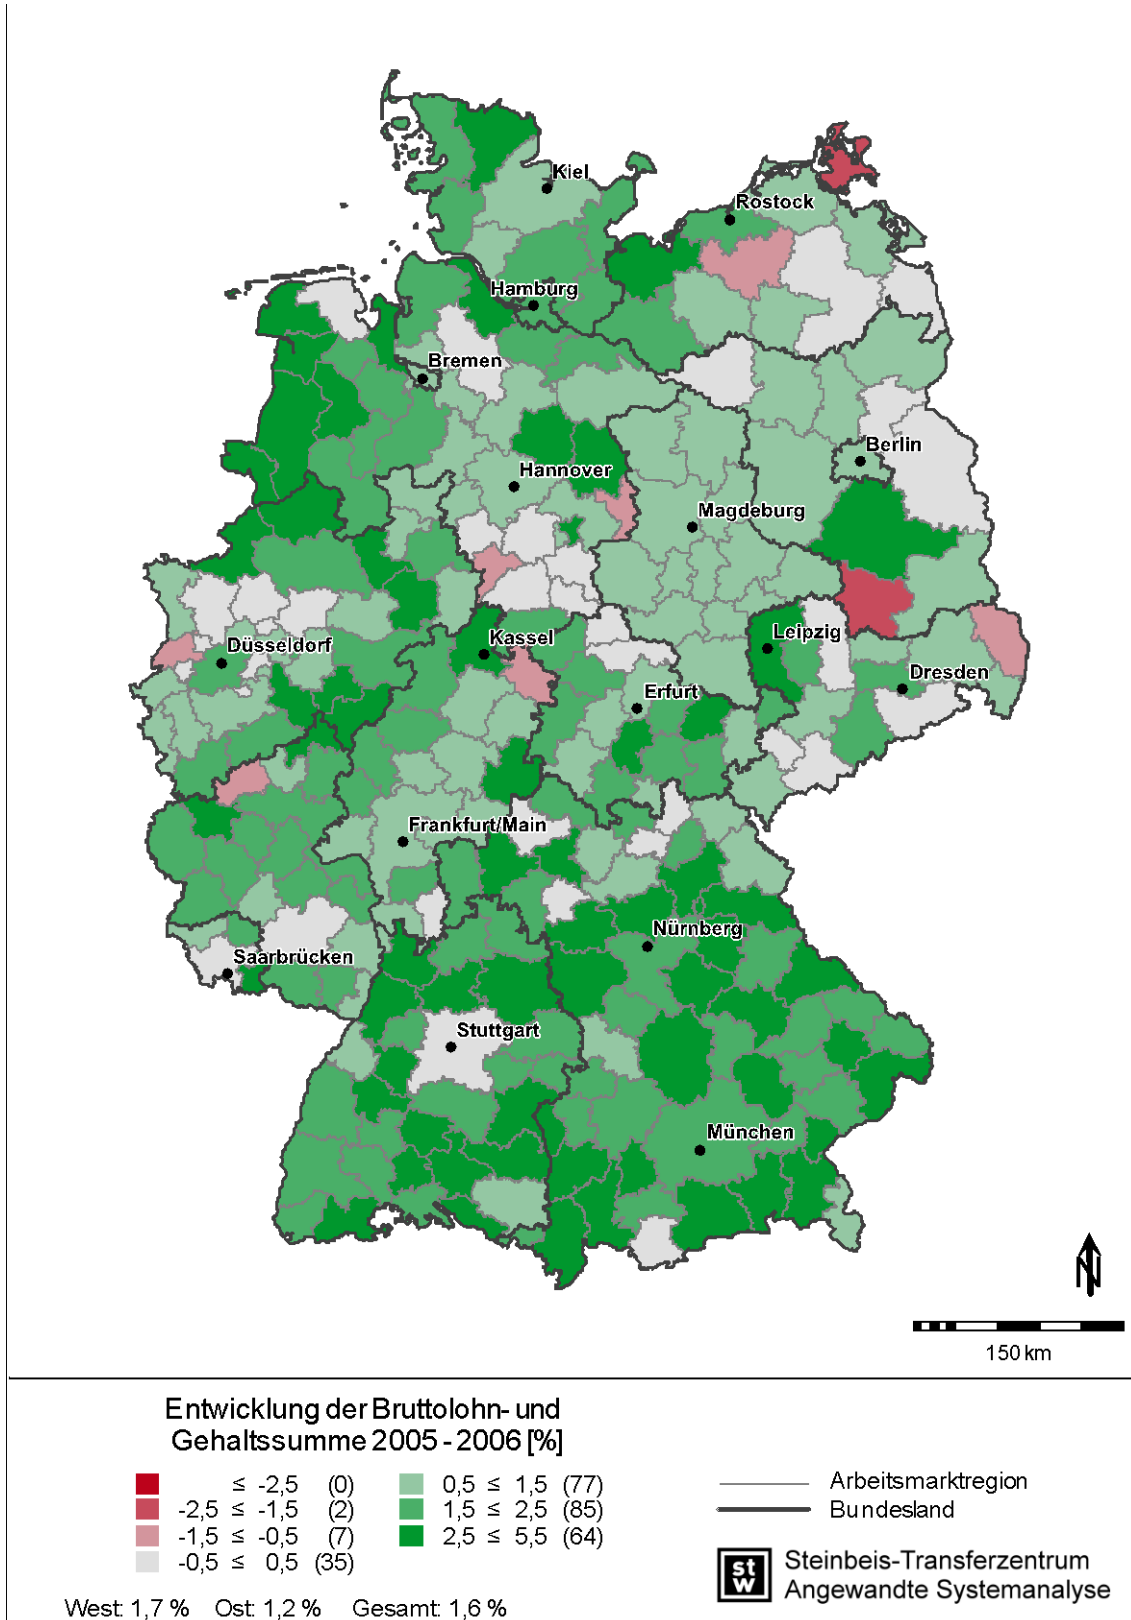 Kiel
Rostock
Hamburg
Bremen
Berlin
Hannover
Magdeburg
Düsseldorf
Kassel
Leipzig
Dresden
Erfurt
Frankfurt/Main
Nürnberg
Saarbrücken
Stuttgart
München
N
150 km
Entwicklung der Bruttolohn- und
Gehaltssumme 2005 - 2006 [%]
≤ -2,5 (0)
-2,5 ≤ -1,5 (2)
-1,5 ≤ -0,5 (7)
-0,5 ≤ 0,5 (35)
0,5 ≤ 1,5 (77)
1,5 ≤ 2,5 (85)
2,5 ≤ 5,5 (64)
West: 1,7 % Ost: 1,2 % Gesamt: 1,6 %
Arbeitsmarktregion
Bundesland
st
W
Steinbeis-Transferzentrum
Angewandte Systemanalyse